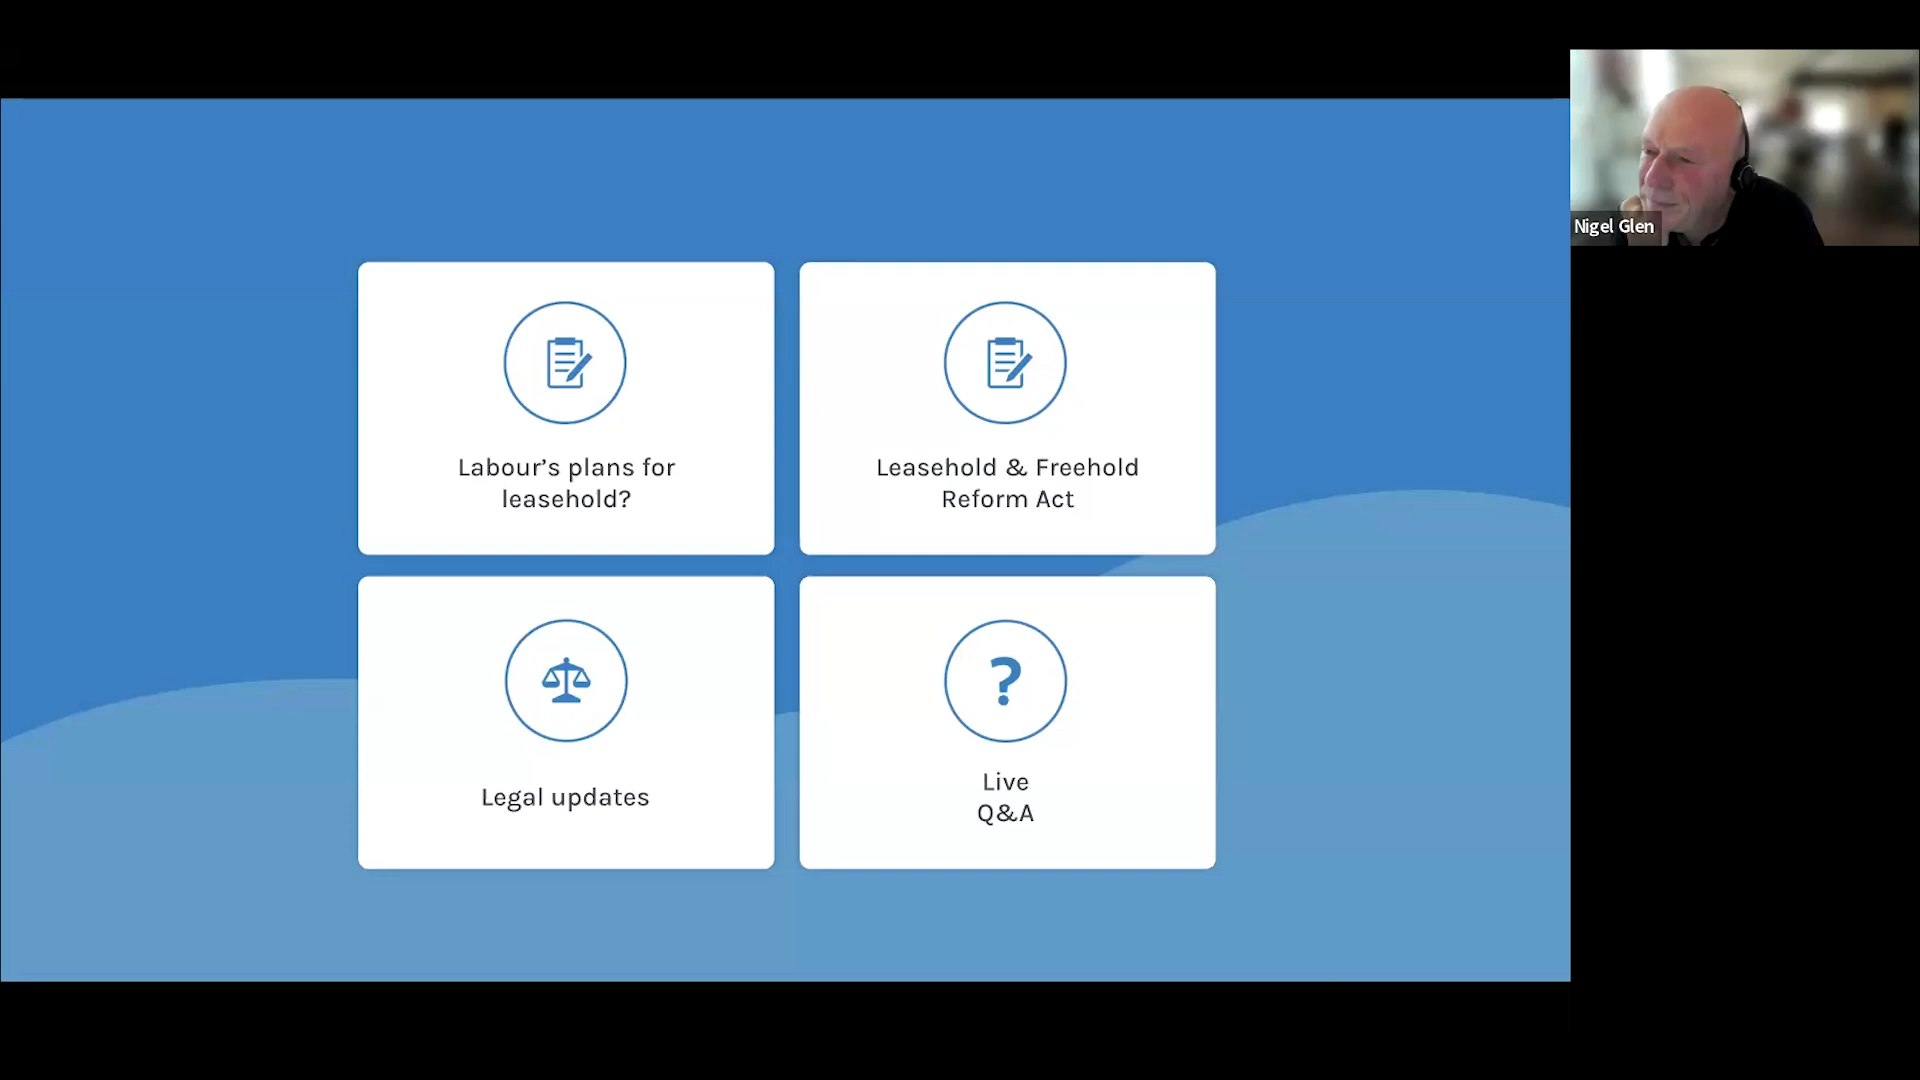 Labour’s plans for
leasehold?
Leasehold & Freehold
Reform Act
Legal updates
?
Live
Q&A
Nigel Glen